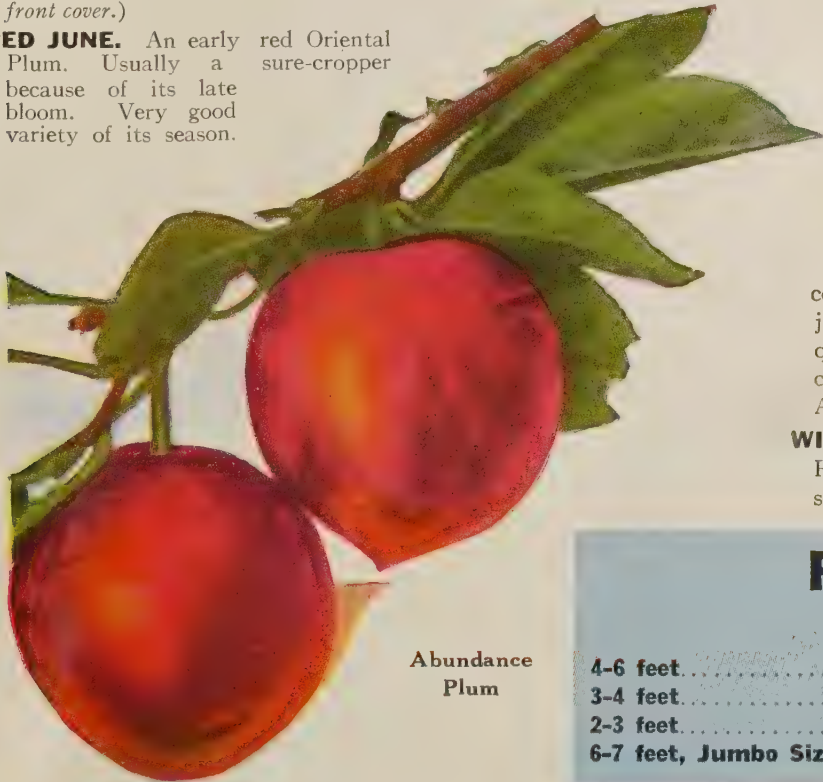 front cover.)
ED JUNE. An early red Oriental
Plum. Usually a sure-cropper
because of its late
bloom. Very good
variety of its season.
Abundance
Plum
WI
4-6 feet
3-4 feet
2-3 feet
6-7 feet, Jumbo Siz